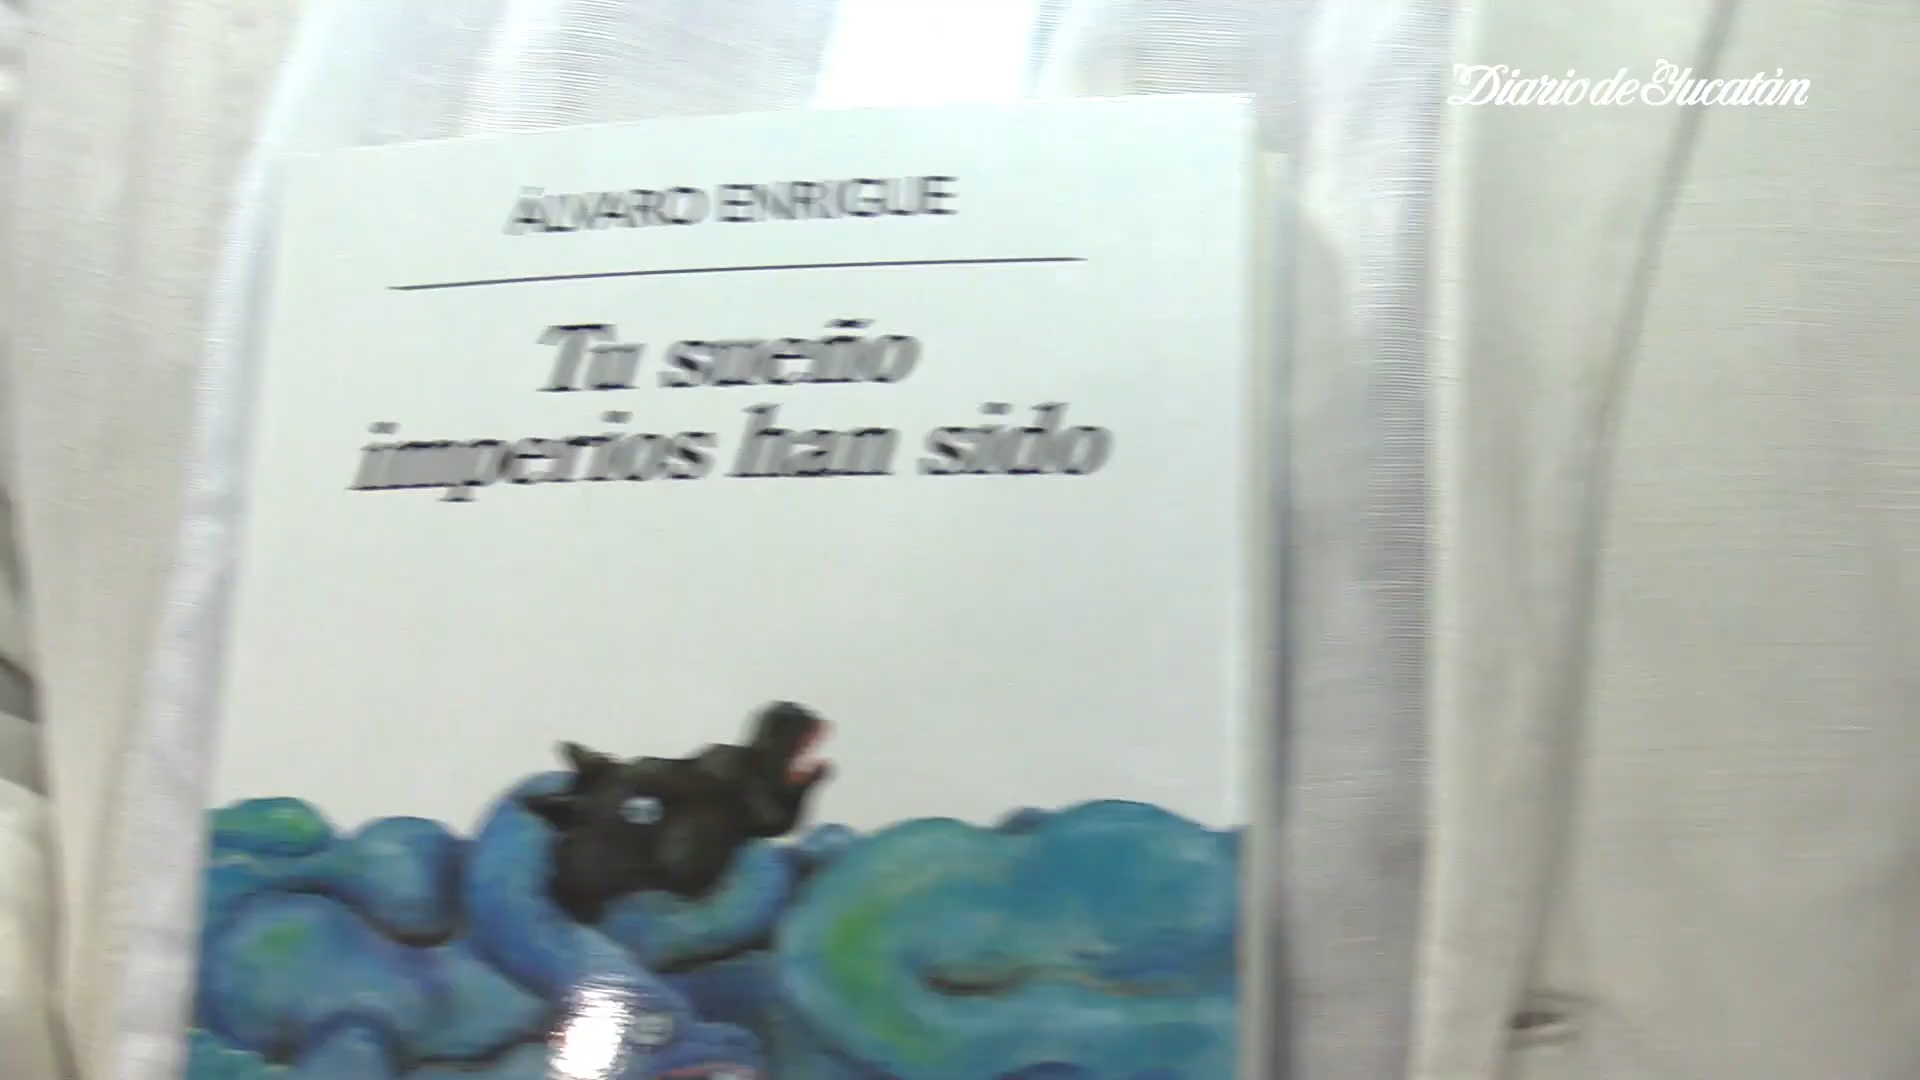 Diario de Yucatán
ÁLVARO ENRIGUE
Tu sueño
imperios han sido